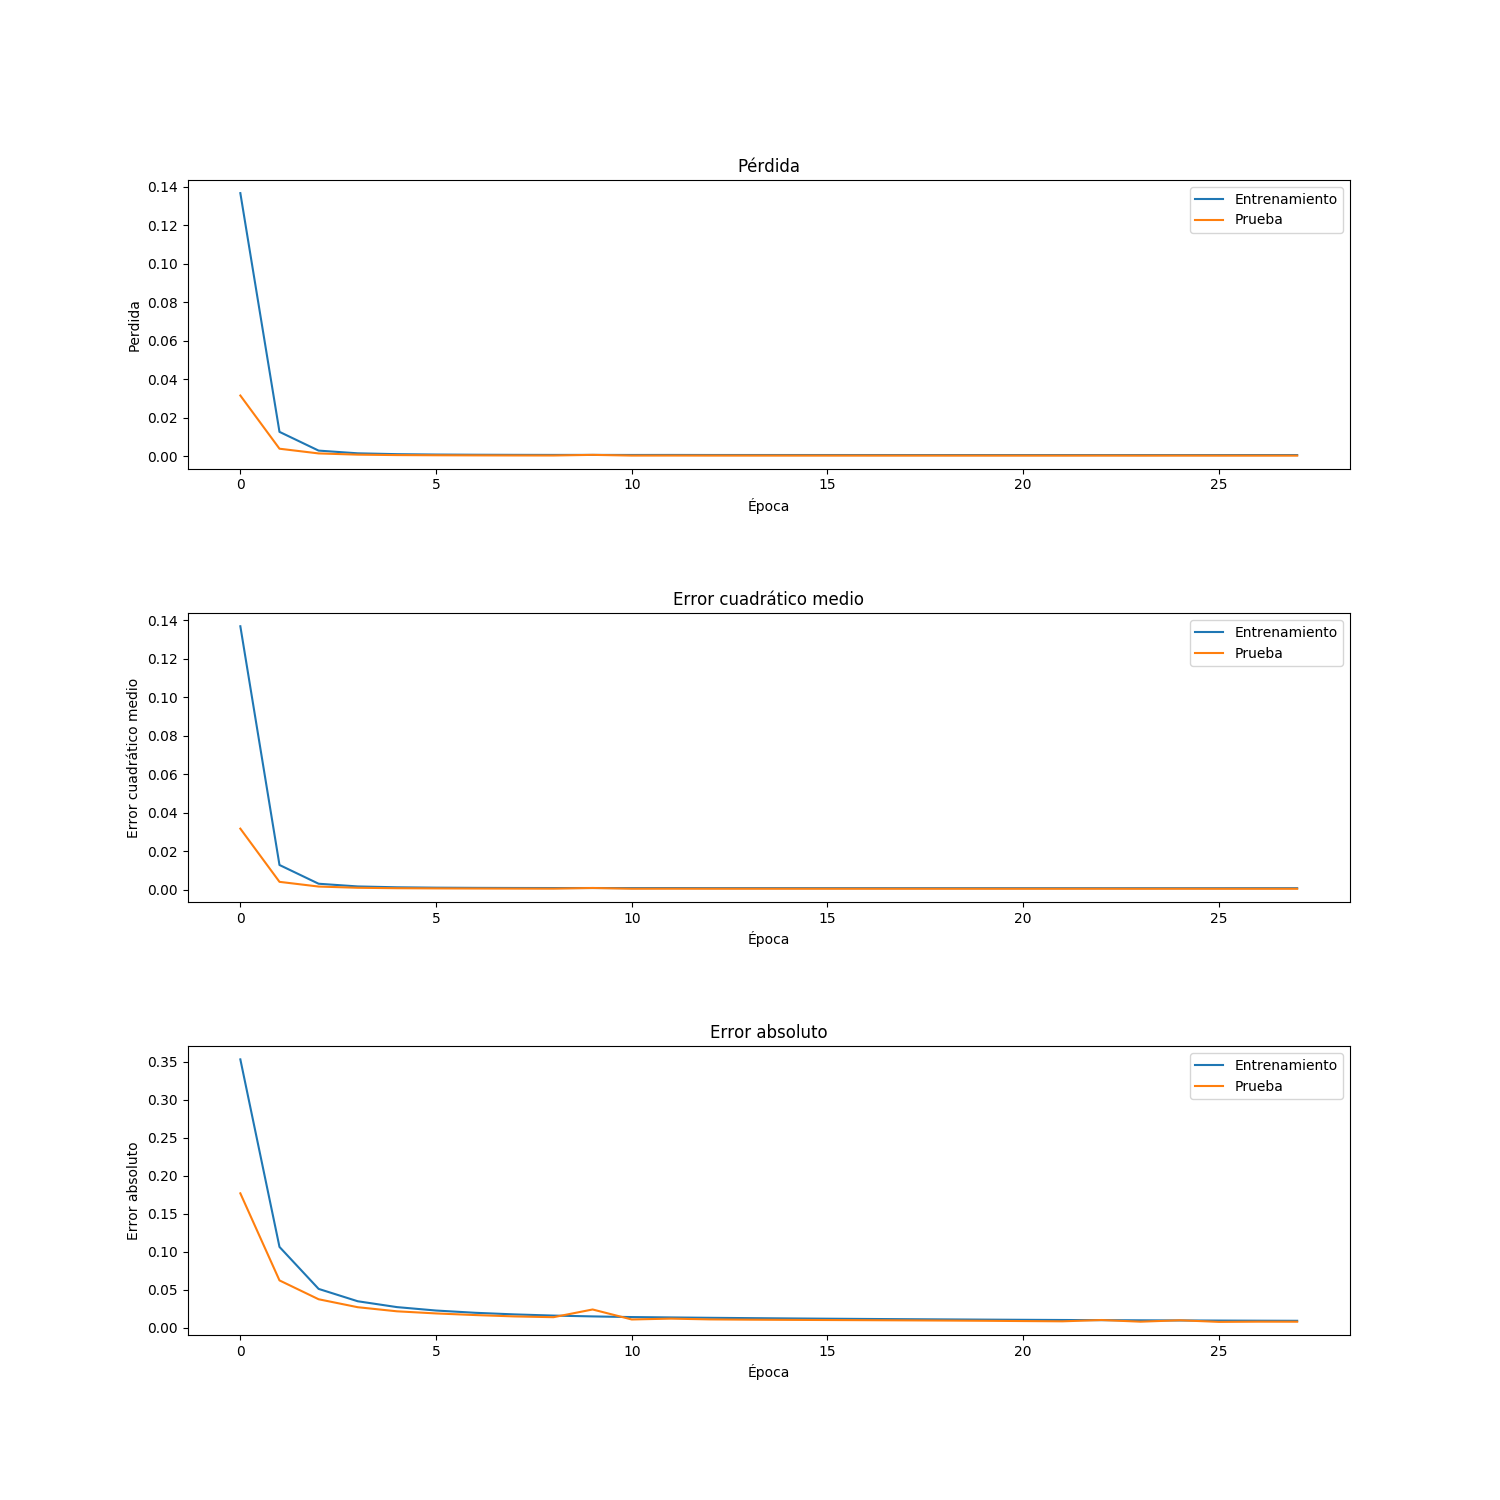 Pérdida
0.14
0.12
0.10
0.08
0.06
0.04
0.02
0.00
Perdida
Entrenamiento
Prueba
0 5 10 15 20 25
Época
Error cuadrático medio
0.14
0.12
0.10
0.08
0.06
0.04
0.02
0.00
Error cuadrático medio
Entrenamiento
Prueba
0 5 10 15 20 25
Época
Error absoluto
0.35
0.30
0.25
0.20
0.15
0.10
0.05
0.00
Error absoluto
Entrenamiento
Prueba
0 5 10 15 20 25
Época